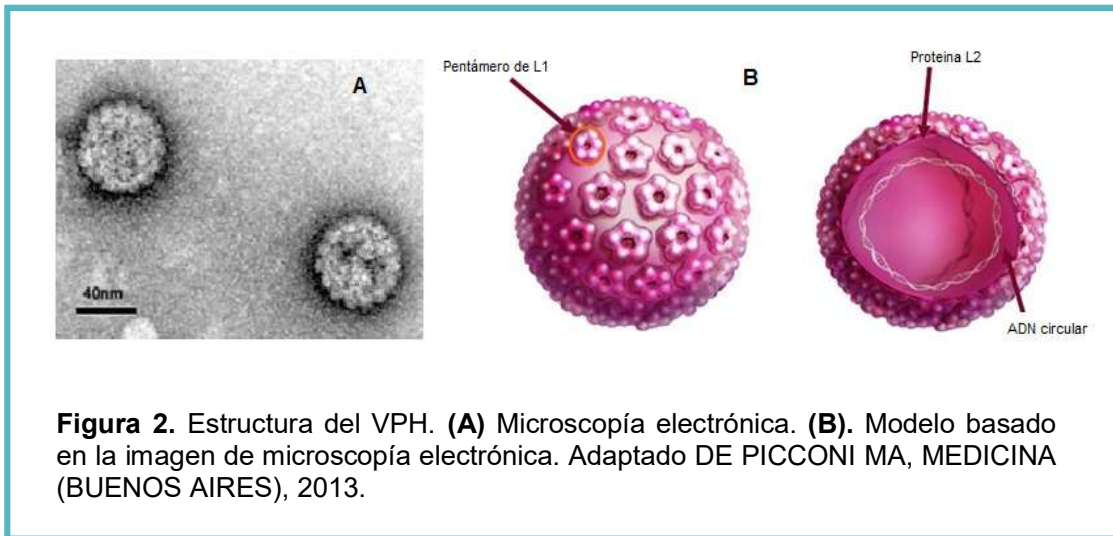 A
40nm
Pentámero de L1
B
Proteina L2
ADN circular
Figura 2. Estructura del VPH. (A) Microscopía electrónica. (B). Modelo basado
en la imagen de microscopía electrónica. Adaptado DE PICCONI MA, MEDICINA
(BUENOS AIRES), 2013.